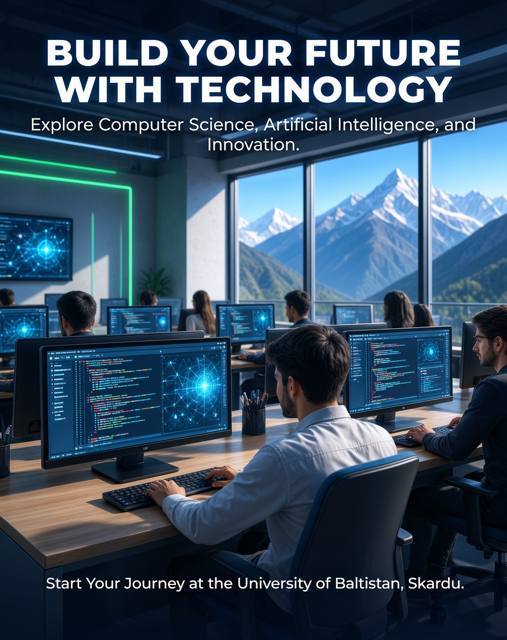 BUILD YOUR FUTURE
WITH TECHNOLOGY
Explore Computer Science, Artificial Intelligence, and
Innovation.
Start Your Journey at the University of Baltistan, Skardu.